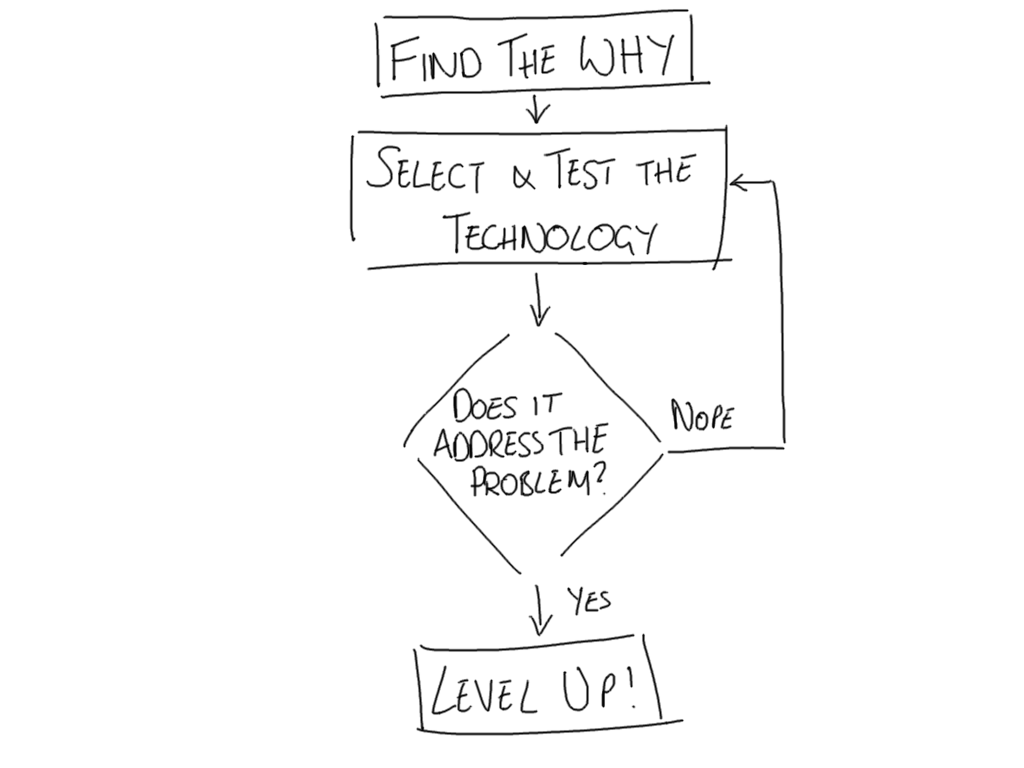 FIND THE WHY
SELECT & TEST THE
TECHNOLOGY
DOES IT
ADDRESS THE
PROBLEM?
NOPE
YES
LEVEL UP!